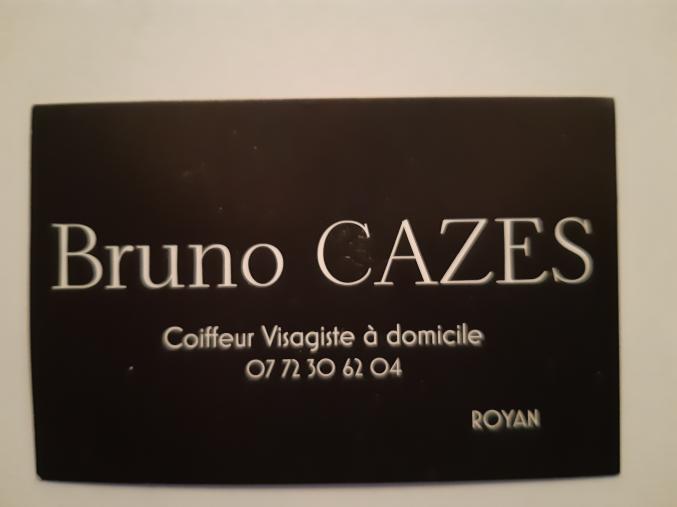 Bruno CAZES
Coiffeur Visagiste à domicile
07 72 30 62 04
ROYAN